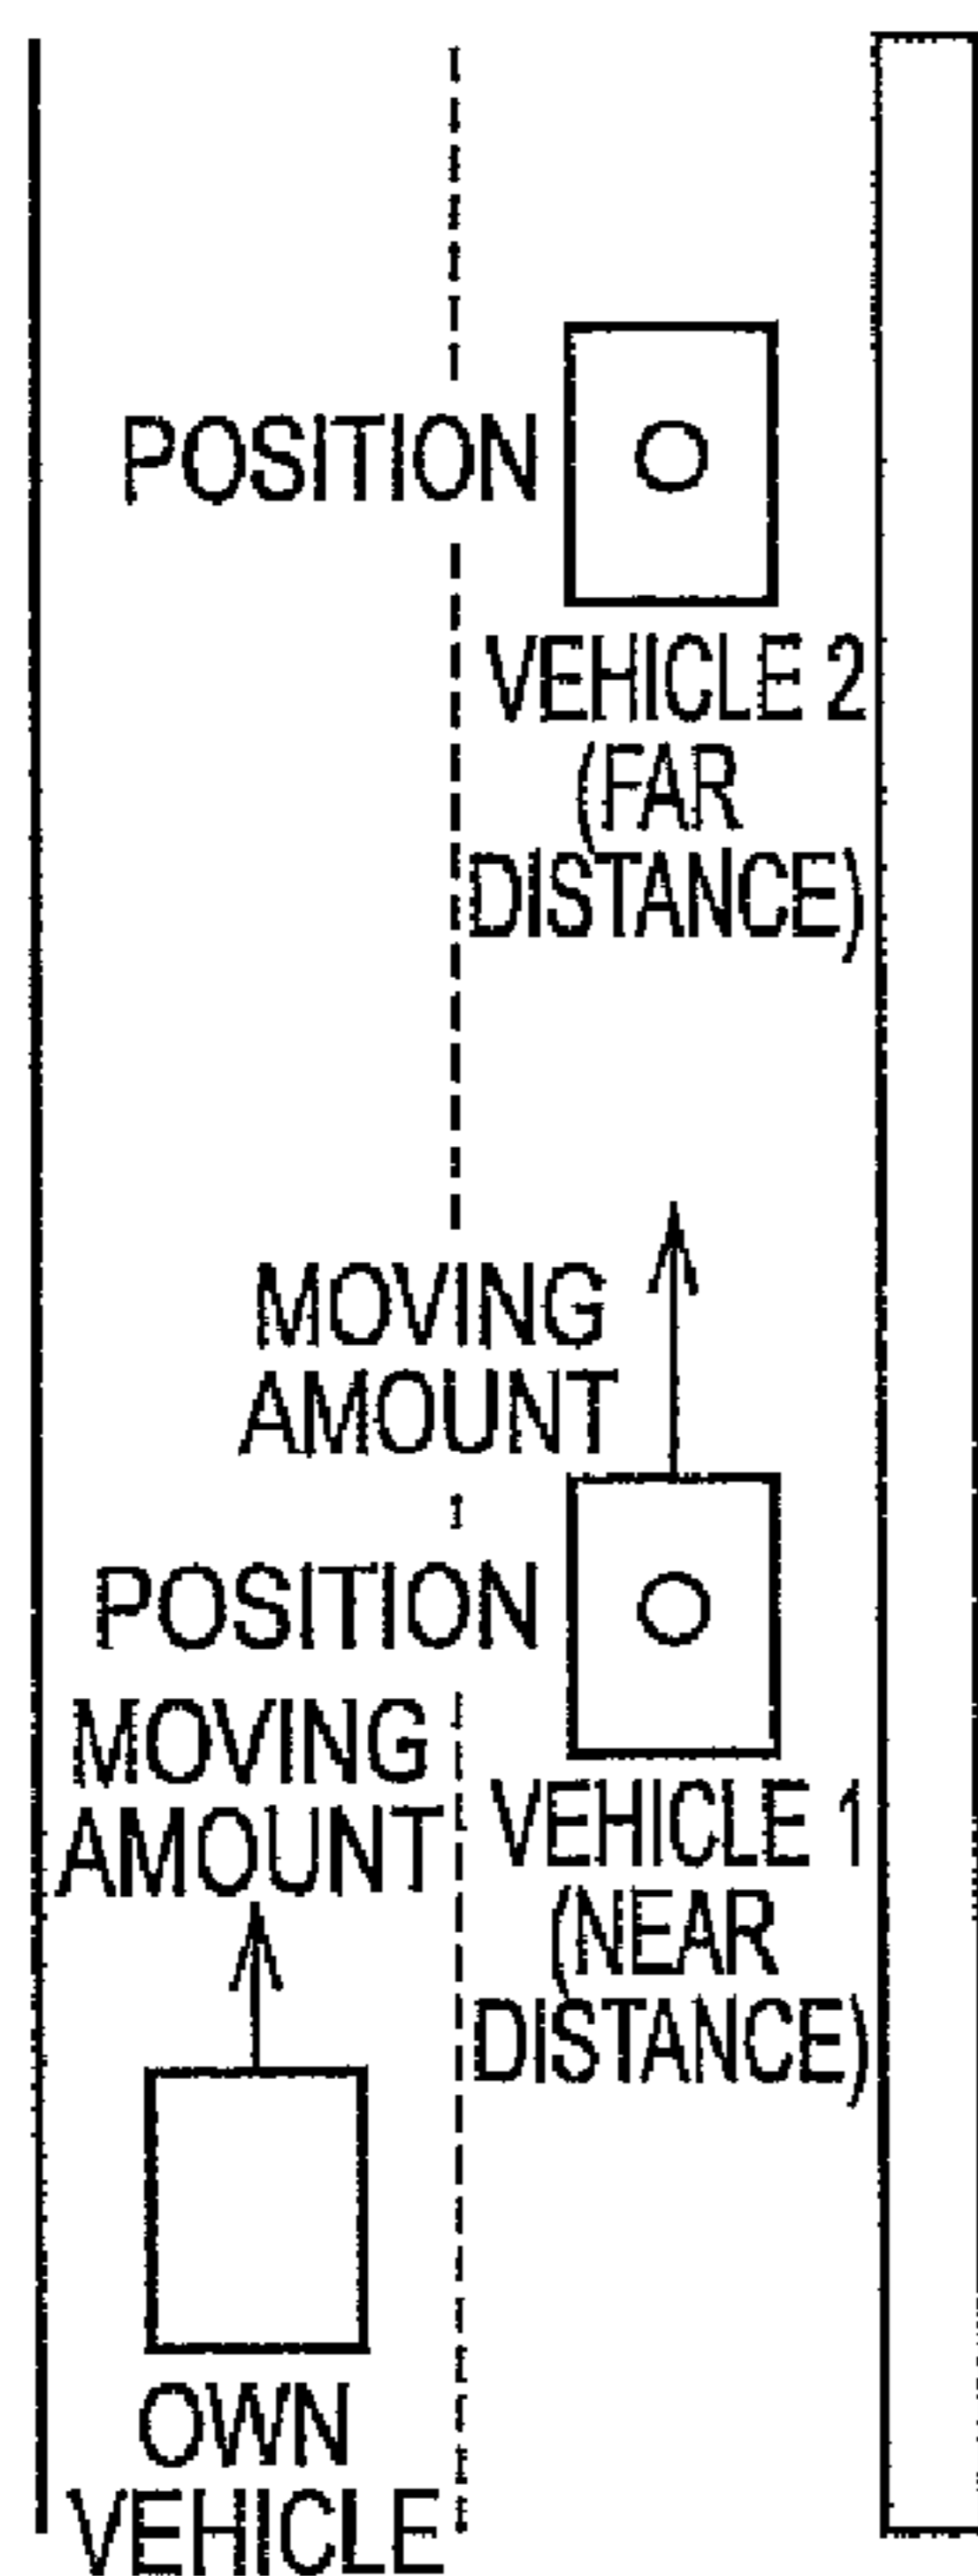 POSITION
VEHICLE 2
(FAR
DISTANCE)
MOVING
AMOUNT
POSITION
MOVING
AMOUNT
VEHICLE 1
(NEAR
DISTANCE)
OWN
VEHICLE